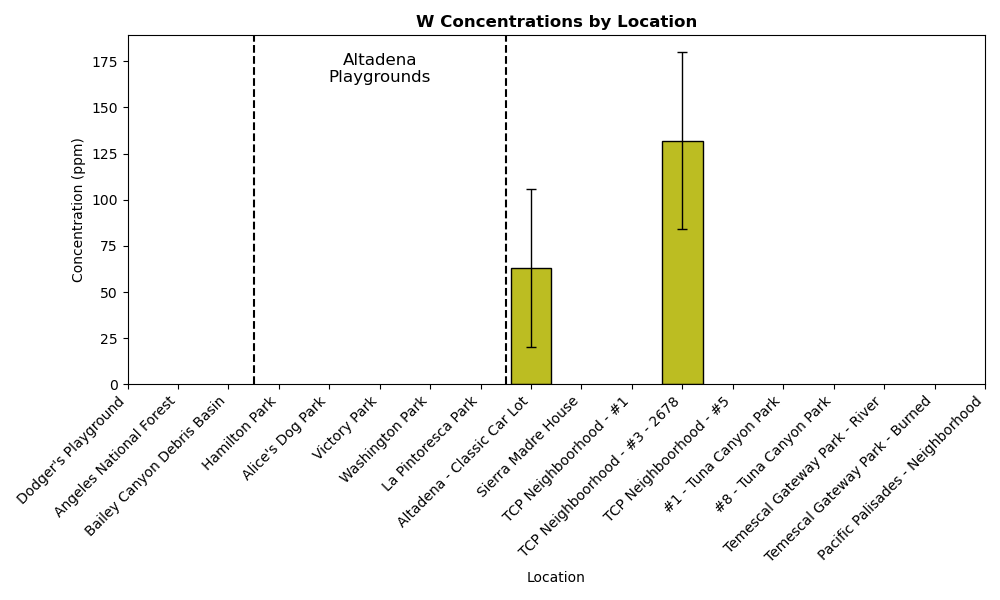 W Concentrations by Location
Altadena
Playgrounds
Concentration (ppm)
175
150
125
100
75
50
25
0
Dodger's Playground
Angeles National Forest
Bailey Canyon Debris Basin
Hamilton Park
Alice's Dog Park
Victory Park
Washington Park
La Pintoresca Park
Altadena - Classic Car Lot
Sierra Madre House
TCP Neighboorhood - #1
TCP Neighboorhood - #3 - 2678
TCP Neighboorhood - #5
#1 - Tuna Canyon Park
#8 - Tuna Canyon Park
Temescal Gateway Park - River
Temescal Gateway Park - Burned
Pacific Palisades - Neighborhood
Location